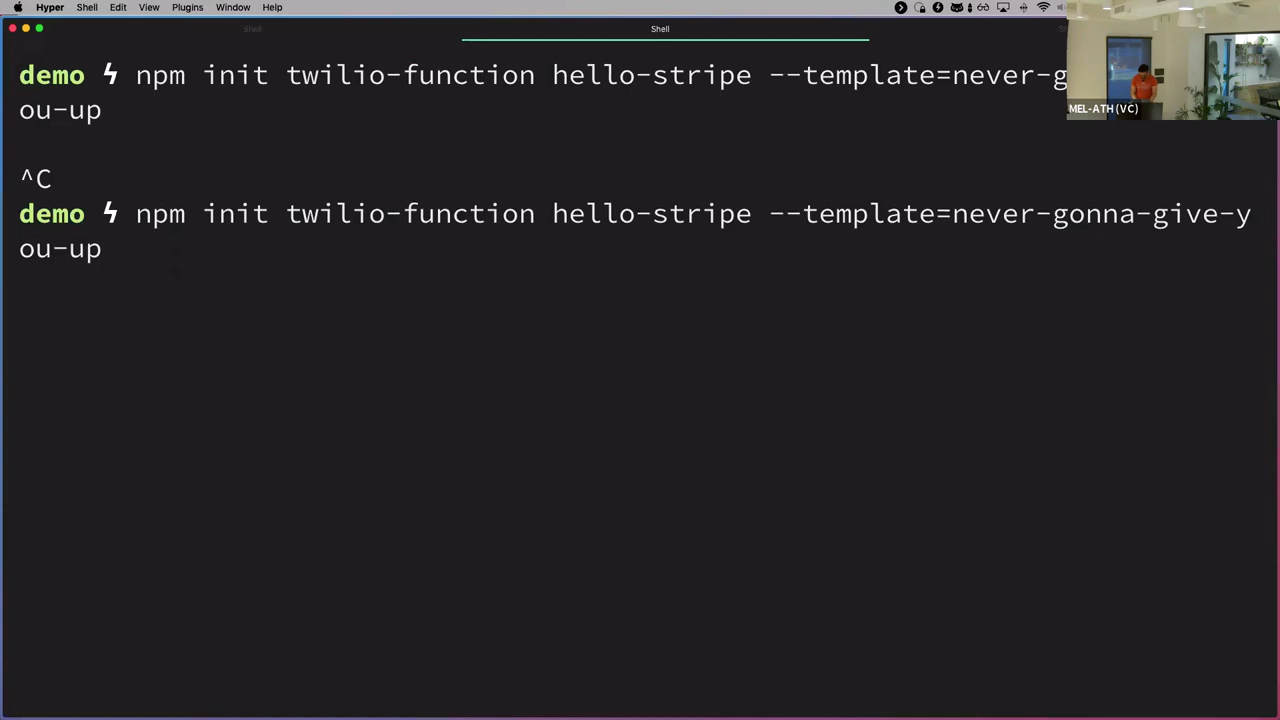 Hyper Shell Edit View Plugins Window Help
Shell Shell
demo ϟ npm init twilio-function hello-stripe --template=never-g
ou-up
MEL-ATH (VC)
^C
demo ϟ npm init twilio-function hello-stripe --template=never-gonna-give-y
ou-up